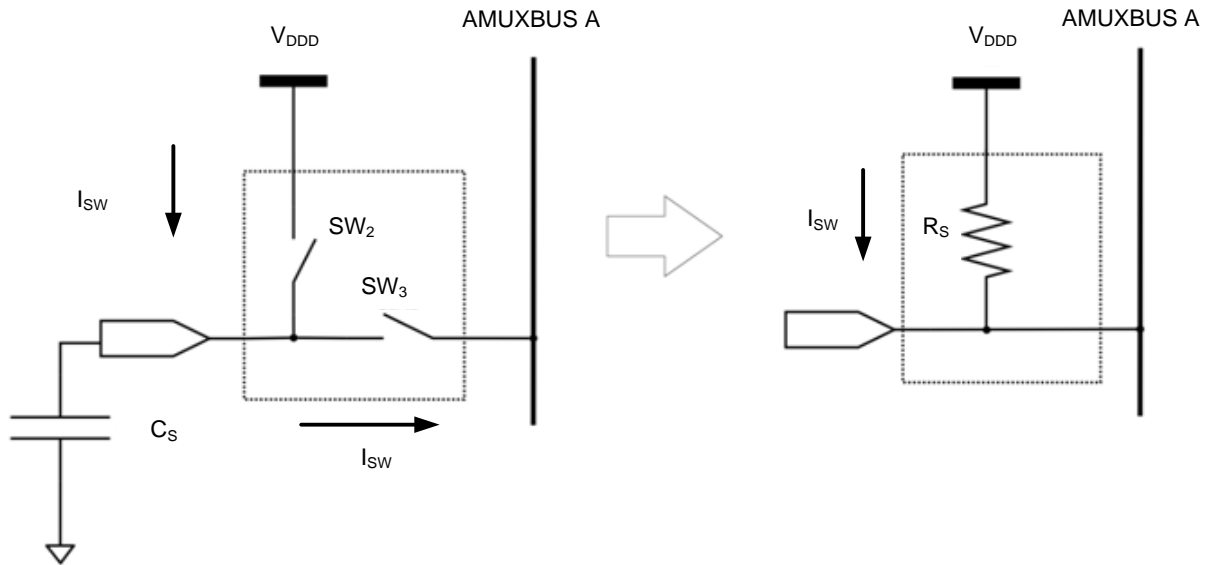 AMUXBUS A
V_DDD
I_SW
SW_2
SW_3
C_S
I_SW
AMUXBUS A
V_DDD
I_SW
R_S